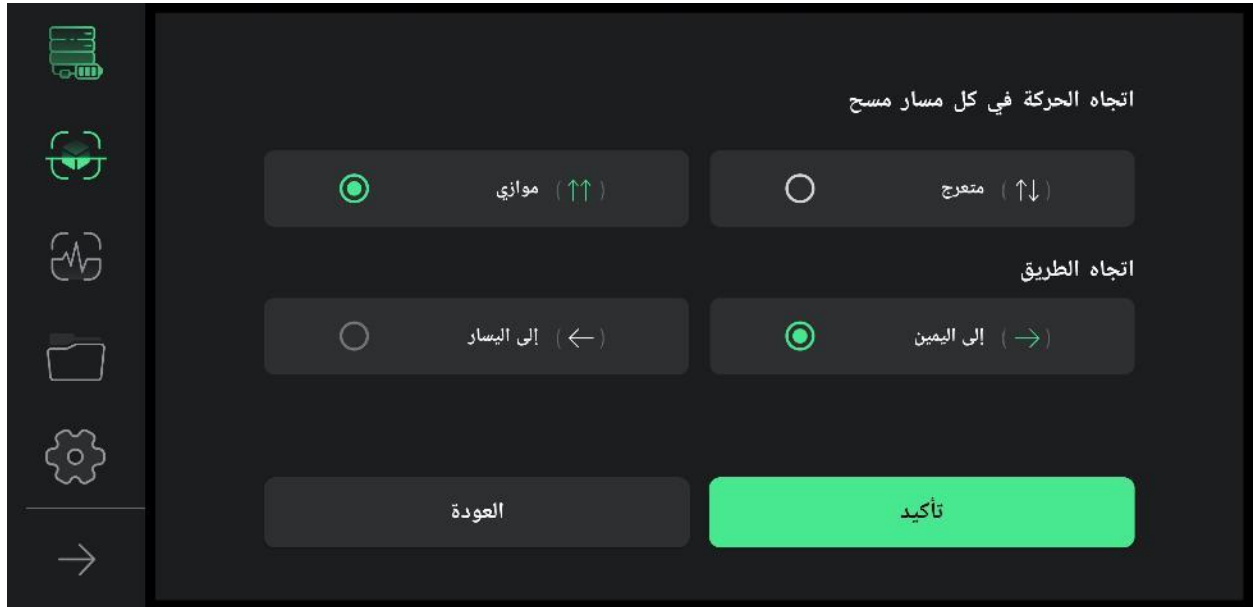 اتجاه الحركة في كل مسار مسح
(↑↓) متعرج
(↑↑) موازي
اتجاه الطريق
(→) إلى اليمين
(←) إلى اليسار
تأكيد
العودة